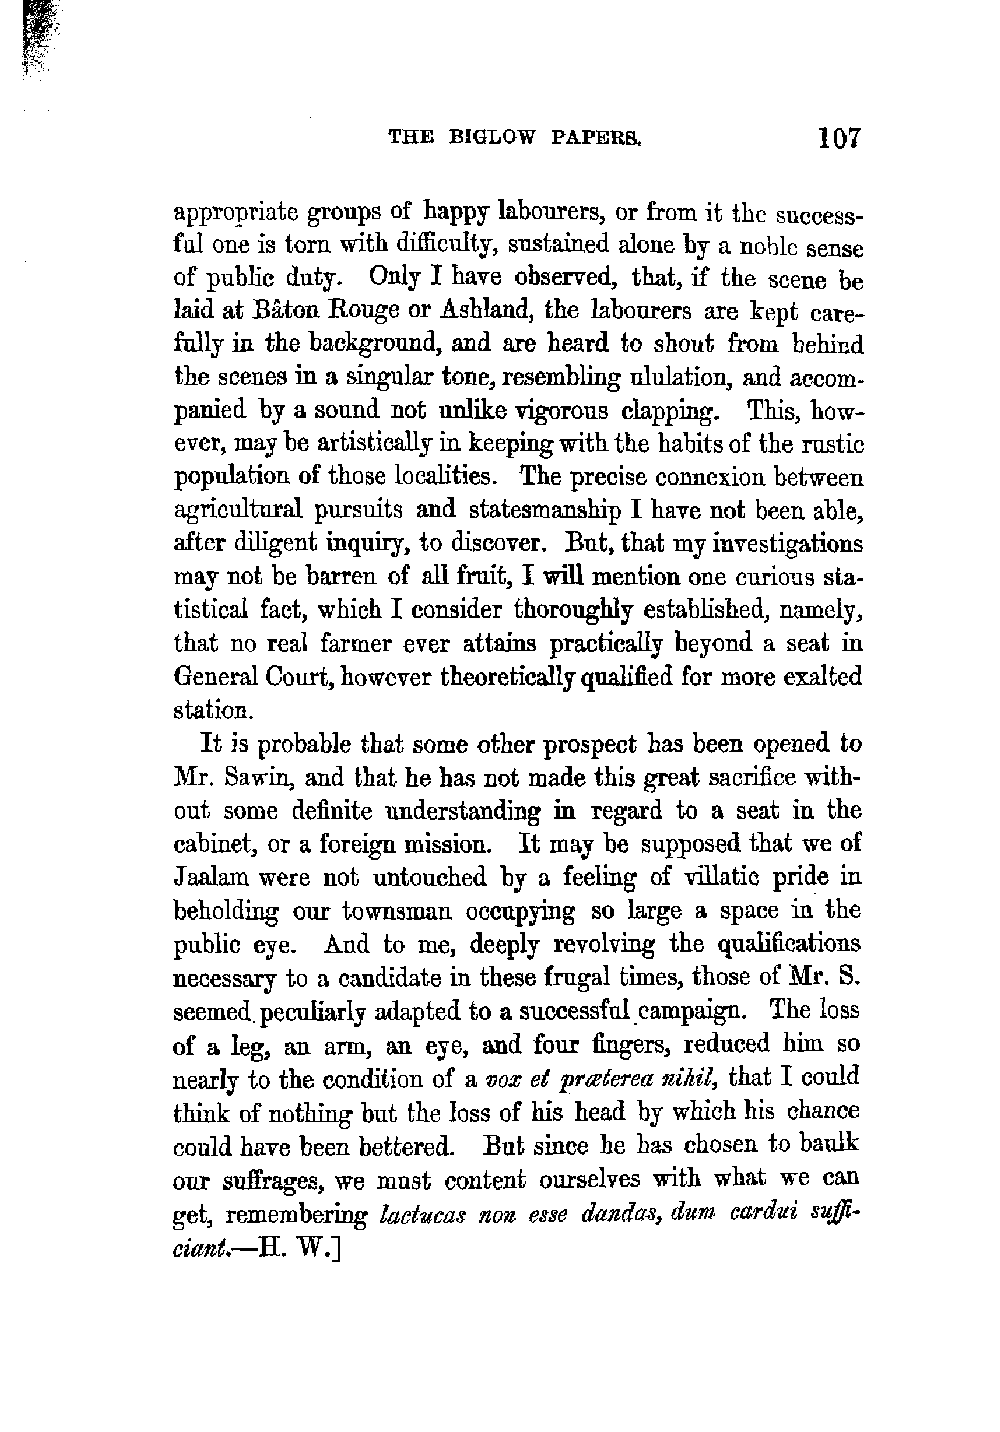 THE BIGLOW PAPERS. 107
appropriate groups of happy labourers, or from it the success-
ful one is torn with difficulty, sustained alone by a noble sense
of public duty. Only I have observed, that, if the scene be
laid at Bâton Rouge or Ashland, the labourers are kept care-
fully in the background, and are heard to shout from behind
the scenes in a singular tone, resembling ululation, and accom-
panied by a sound not unlike vigorous clapping. This, how-
ever, may be artistically in keeping with the habits of the rustic
population of those localities. The precise connexion between
agricultural pursuits and statesmanship I have not been able,
after diligent inquiry, to discover. But, that my investigations
may not be barren of all fruit, I will mention one curious sta-
tistical fact, which I consider thoroughly established, namely,
that no real farmer ever attains practically beyond a seat in
General Court, however theoretically qualified for more exalted
station.
It is probable that some other prospect has been opened to
Mr. Sawin, and that he has not made this great sacrifice with-
out some definite understanding in regard to a seat in the
cabinet, or a foreign mission. It may be supposed that we of
Jaalam were not untouched by a feeling of villatic pride in
beholding our townsman occupying so large a space in the
public eye. And to me, deeply revolving the qualifications
necessary to a candidate in these frugal times, those of Mr. S.
seemed peculiarly adapted to a successful campaign. The loss
of a leg, an arm, an eye, and four fingers, reduced him so
nearly to the condition of a vox et præterea nihil, that I could
think of nothing but the loss of his head by which his chance
could have been bettered. But since he has chosen to baulk
our suffrages, we must content ourselves with what we can
get, remembering lactucas non esse dandas, dum cardui suffi-
ciant.—H. W.]